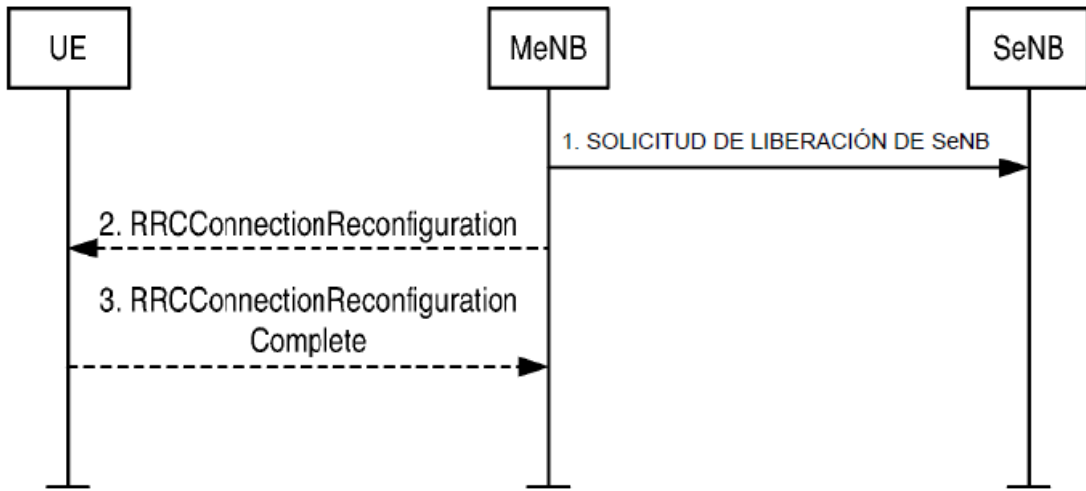 UE
MeNB
SeNB
1. SOLICITUD DE LIBERACIÓN DE SeNB
2. RRCConnectionReconfiguration
3. RRCConnectionReconfiguration
Complete